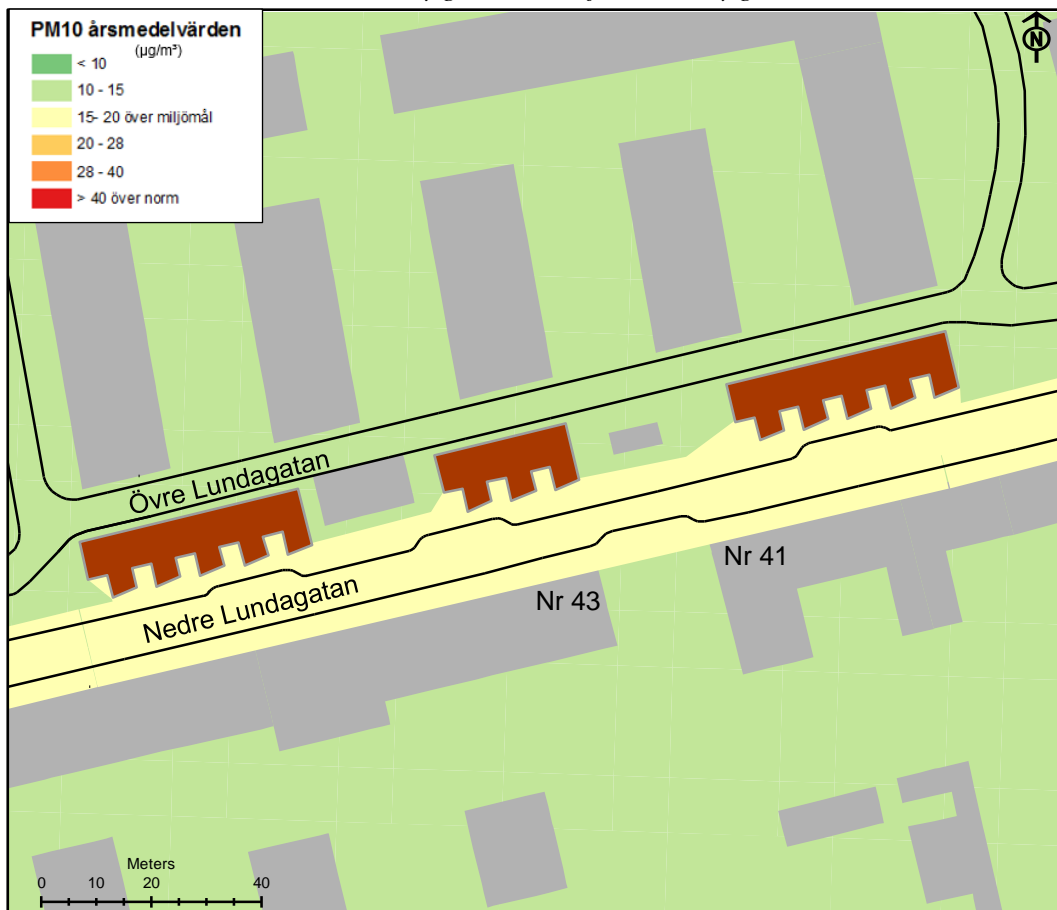 PM10 årsmedelvärden
(µg/m³)
< 10
10 - 15
15- 20 över miljömål
20 - 28
28 - 40
> 40 över norm
N
Övre Lundagatan
Nedre Lundagatan
Nr 41
Nr 43
Meters
0 10 20 40